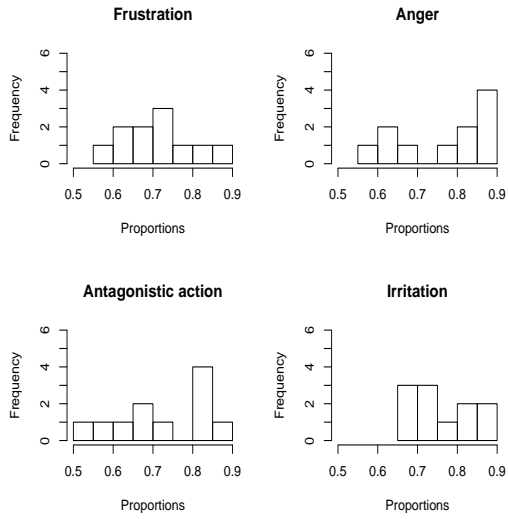 Frustration
Frequency
0 2 4 6
0.5 0.6 0.7 0.8 0.9
Proportions
Anger
Frequency
0 2 4 6
0.5 0.6 0.7 0.8 0.9
Proportions
Antagonistic action
Frequency
0 2 4 6
0.5 0.6 0.7 0.8 0.9
Proportions
Irritation
Frequency
0 2 4 6
0.5 0.6 0.7 0.8 0.9
Proportions